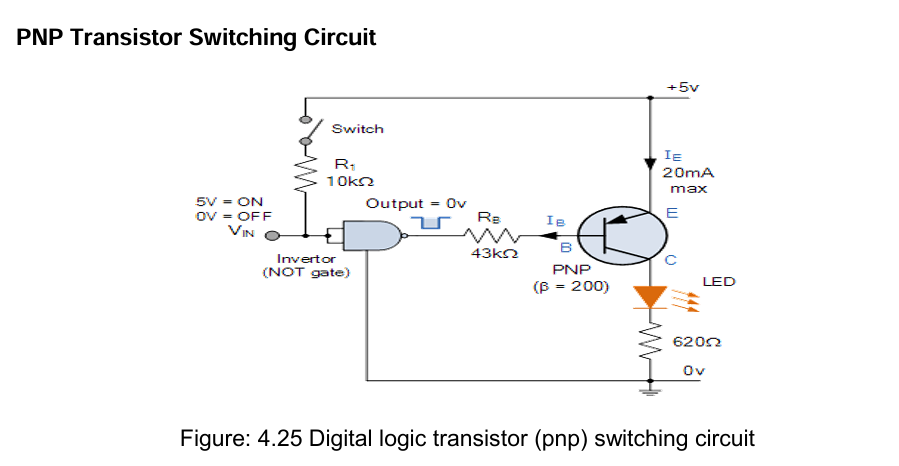 PNP Transistor Switching Circuit
+5v
Switch
IE
20mA
max
R1
10kΩ
5V = ON
0V = OFF
VIN
Output = 0v
RB
IB
E
43kΩ
B
C
Invertor
(NOT gate)
PNP
(β = 200)
LED
620Ω
0v
Figure: 4.25 Digital logic transistor (pnp) switching circuit